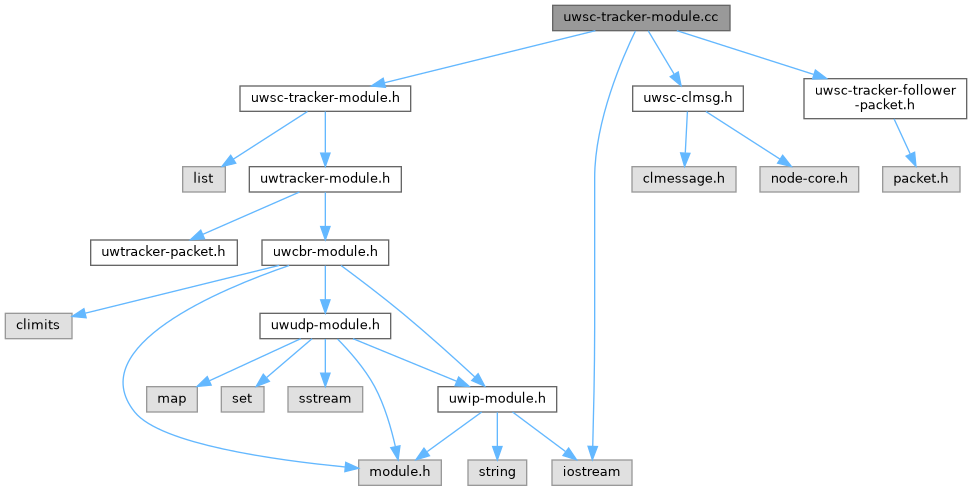 uwsc-tracker-module.cc
uwsc-tracker-module.h
uwsc-clmsg.h
uwsc-tracker-follower
-packet.h
list
uwtracker-module.h
clmessage.h
node-core.h
packet.h
uwtracker-packet.h
uwcbr-module.h
climits
uwudp-module.h
map
set
sstream
uwip-module.h
module.h
string
iostream